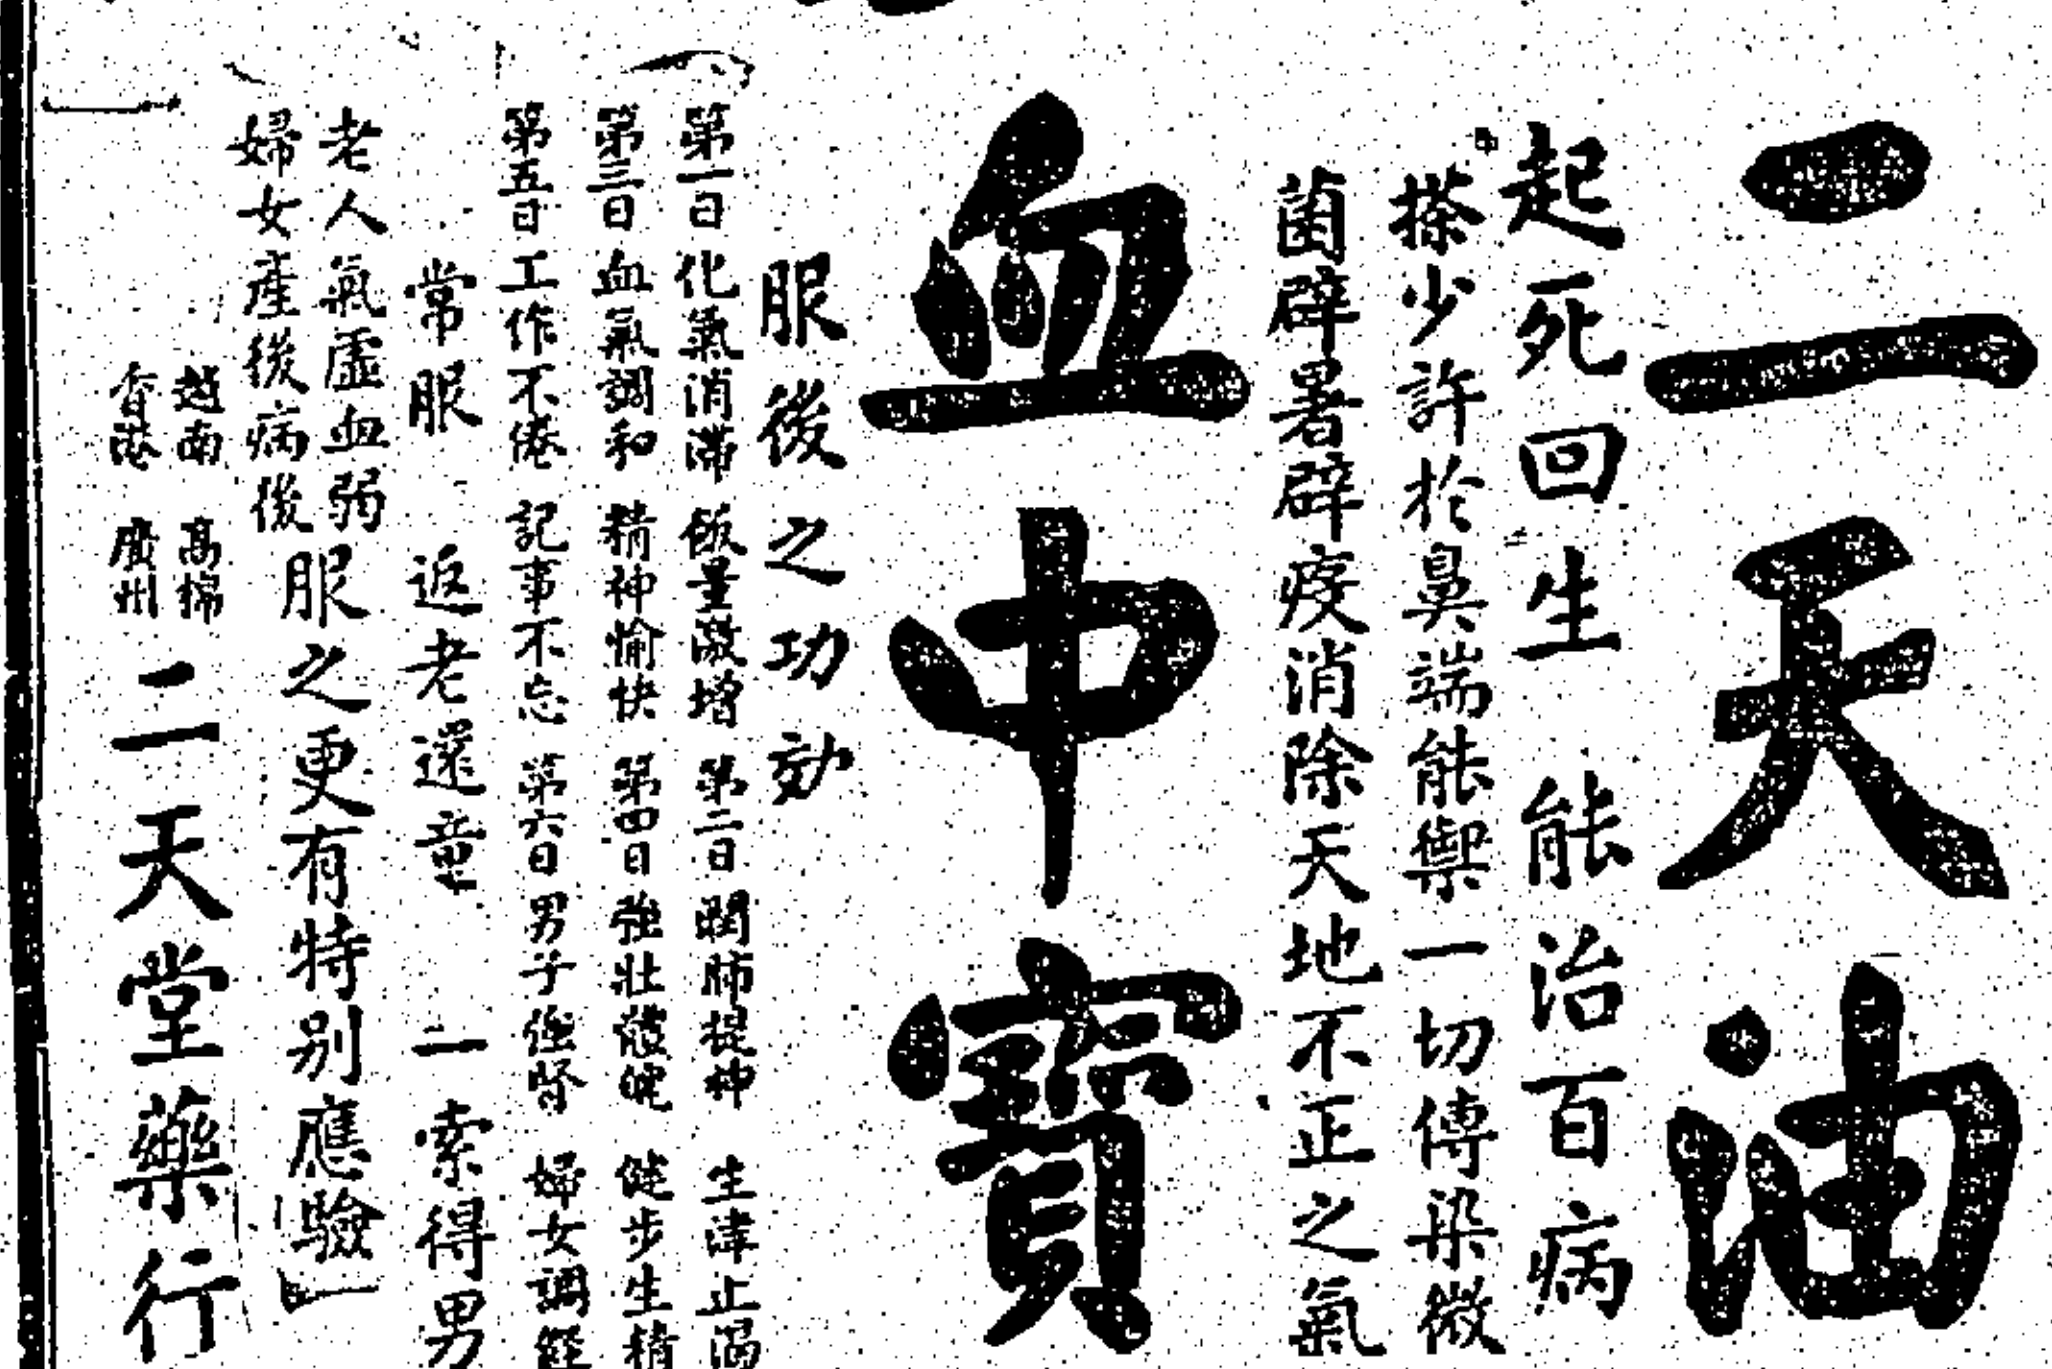 二天油
起死回生 能治百病
搽少許於鼻端能禦一切傳染微
菌辟暑辟疫消除天地不正之氣
血中寶
服後之功効
第一日化氣消滯 飯量激增 第二日潤肺提神 生津止渴
第三日血氣調和 精神愉快 第四日強壯體魄 健步生精
第五日工作不倦 記事不忘 第六日男子強腎 婦女調經
常服 返老還童 一索得男
老人氣虛血弱
婦女產後病後
服之更有特別應驗
越南 高棉
香港 廣州
二天堂藥行